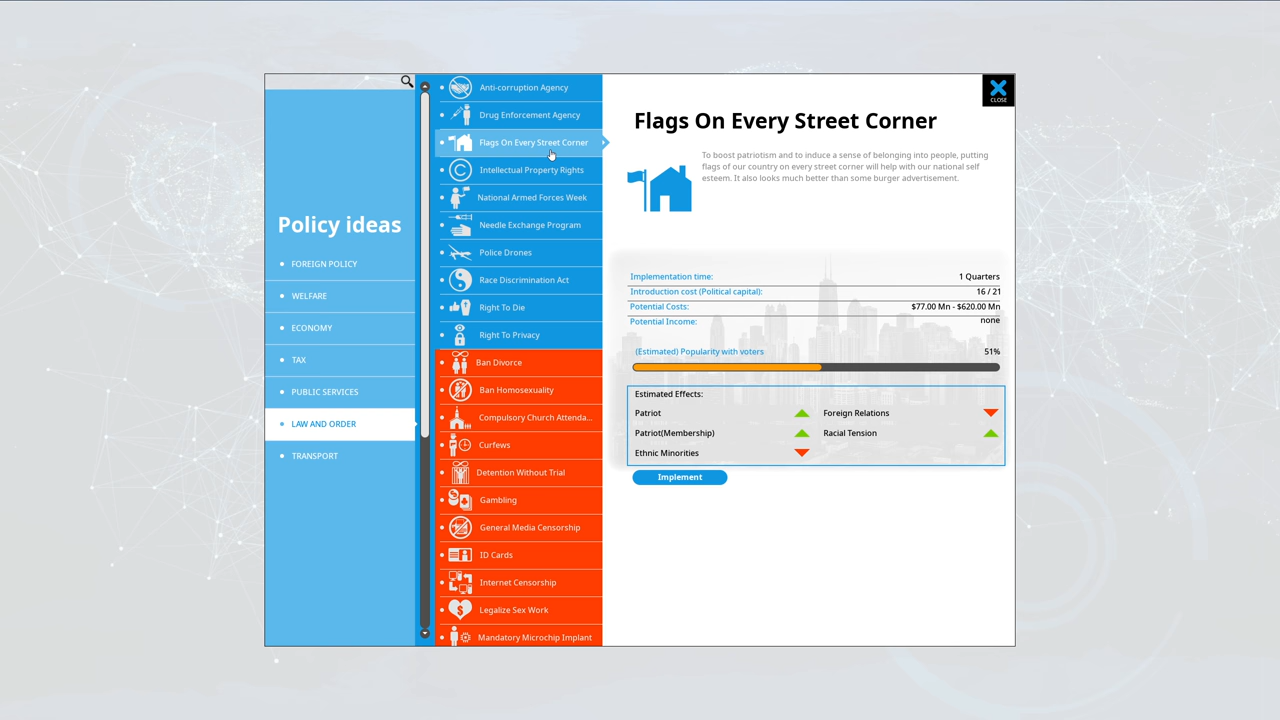 CLOSE
Policy ideas
FOREIGN POLICY
WELFARE
ECONOMY
TAX
PUBLIC SERVICES
LAW AND ORDER
TRANSPORT
Anti-corruption Agency
Drug Enforcement Agency
Flags On Every Street Corner
Intellectual Property Rights
National Armed Forces Week
Needle Exchange Program
Police Drones
Race Discrimination Act
Right To Die
Right To Privacy
Ban Divorce
Ban Homosexuality
Compulsory Church Attenda...
Curfews
Detention Without Trial
Gambling
General Media Censorship
ID Cards
Internet Censorship
Legalize Sex Work
Mandatory Microchip Implant
Flags On Every Street Corner
To boost patriotism and to induce a sense of belonging into people, putting
flags of our country on every street corner will help with our national self
esteem. It also looks much better than some burger advertisement.
Implementation time: 1 Quarters
Introduction cost (Political capital): 16 / 21
Potential Costs: $77.00 Mn - $620.00 Mn
Potential Income: none
(Estimated) Popularity with voters 51%
Estimated Effects:
Patriot Foreign Relations
Patriot(Membership) Racial Tension
Ethnic Minorities
Implement